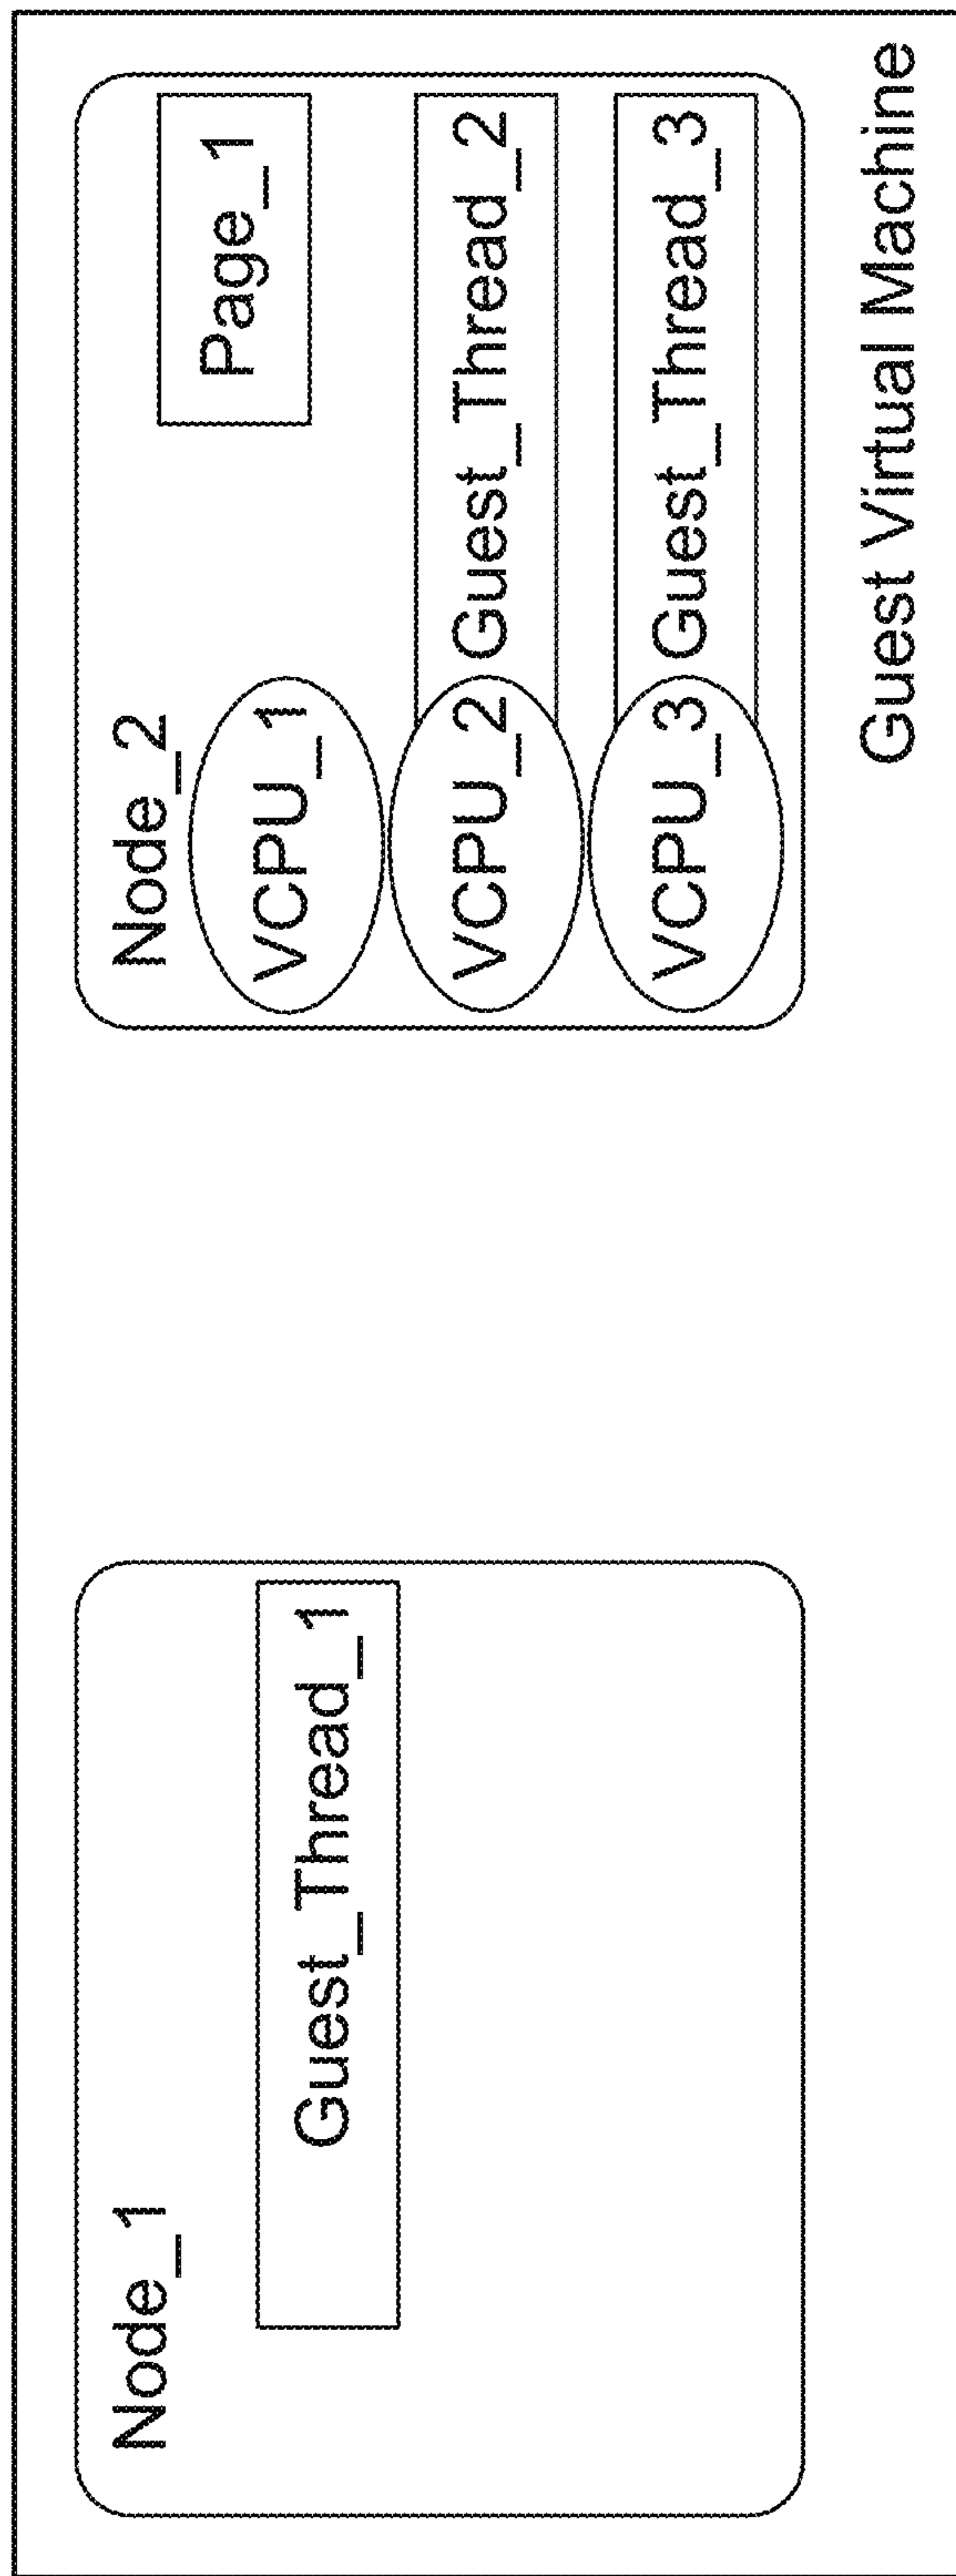 Node_1
Guest_Thread_1
Node_2
Page_1
VCPU_1
VCPU_2 Guest_Thread_2
VCPU_3 Guest_Thread_3
Guest Virtual Machine